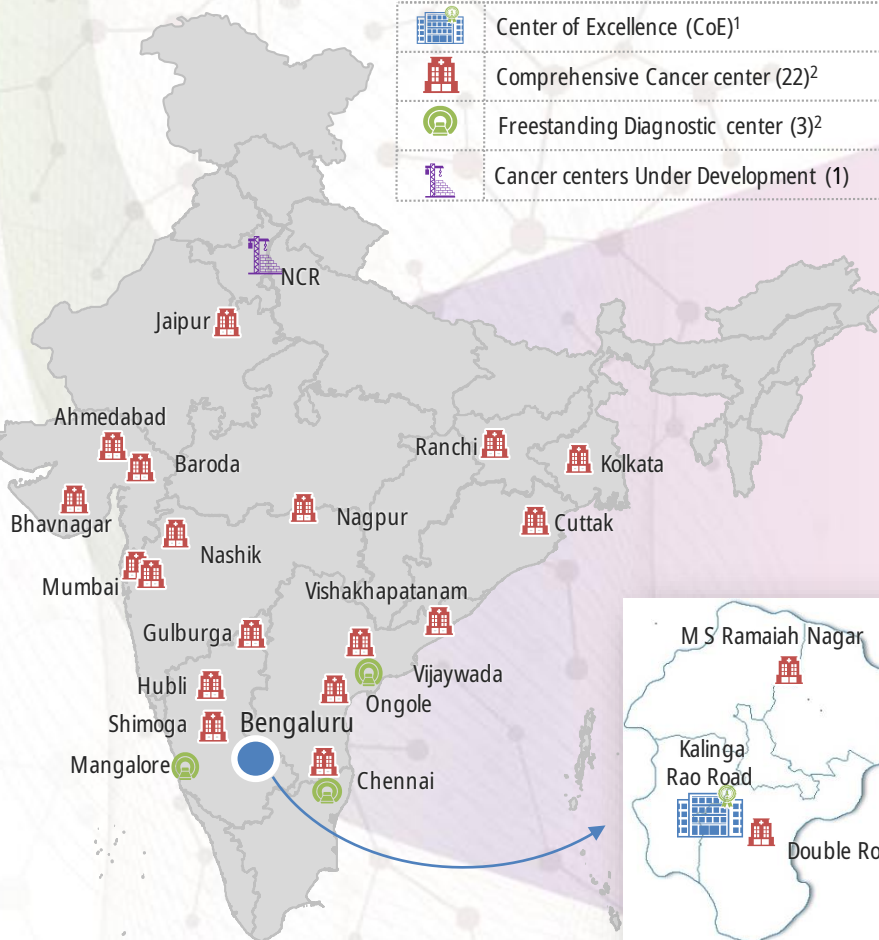 Center of Excellence (CoE)¹
Comprehensive Cancer center (22)²
Freestanding Diagnostic center (3)²
Cancer centers Under Development (1)
NCR
Jaipur
Ahmedabad
Baroda
Bhavnagar
Ranchi
Kolkata
Nagpur
Cuttak
Nashik
Mumbai
Vishakhapatanam
Gulburga
Vijaywada
Hubli
Ongole
Shimoga
Bengaluru
Mangalore
Chennai
M S Ramaiah Nagar
Kalinga
Rao Road
Double Ro